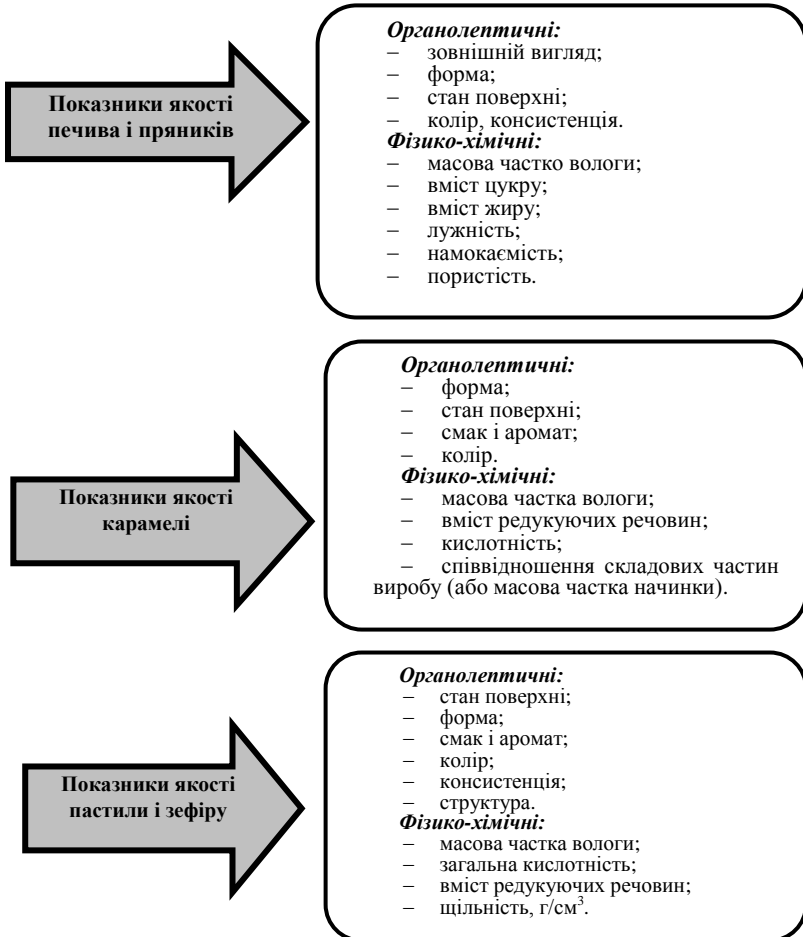 Показники якості
печива і пряників
Органолептичні:
– зовнішній вигляд;
– форма;
– стан поверхні;
– колір, консистенція.
Фізико-хімічні:
– масова частко вологи;
– вміст цукру;
– вміст жиру;
– лужність;
– намокаємість;
– пористість.
Показники якості
карамелі
Органолептичні:
– форма;
– стан поверхні;
– смак і аромат;
– колір.
Фізико-хімічні:
– масова частка вологи;
– вміст редукуючих речовин;
– кислотність;
– співвідношення складових частин
виробу (або масова частка начинки).
Показники якості
пастили і зефіру
Органолептичні:
– стан поверхні;
– форма;
– смак і аромат;
– колір;
– консистенція;
– структура.
Фізико-хімічні:
– масова частка вологи;
– загальна кислотність;
– вміст редукуючих речовин;
– щільність, г/см³.